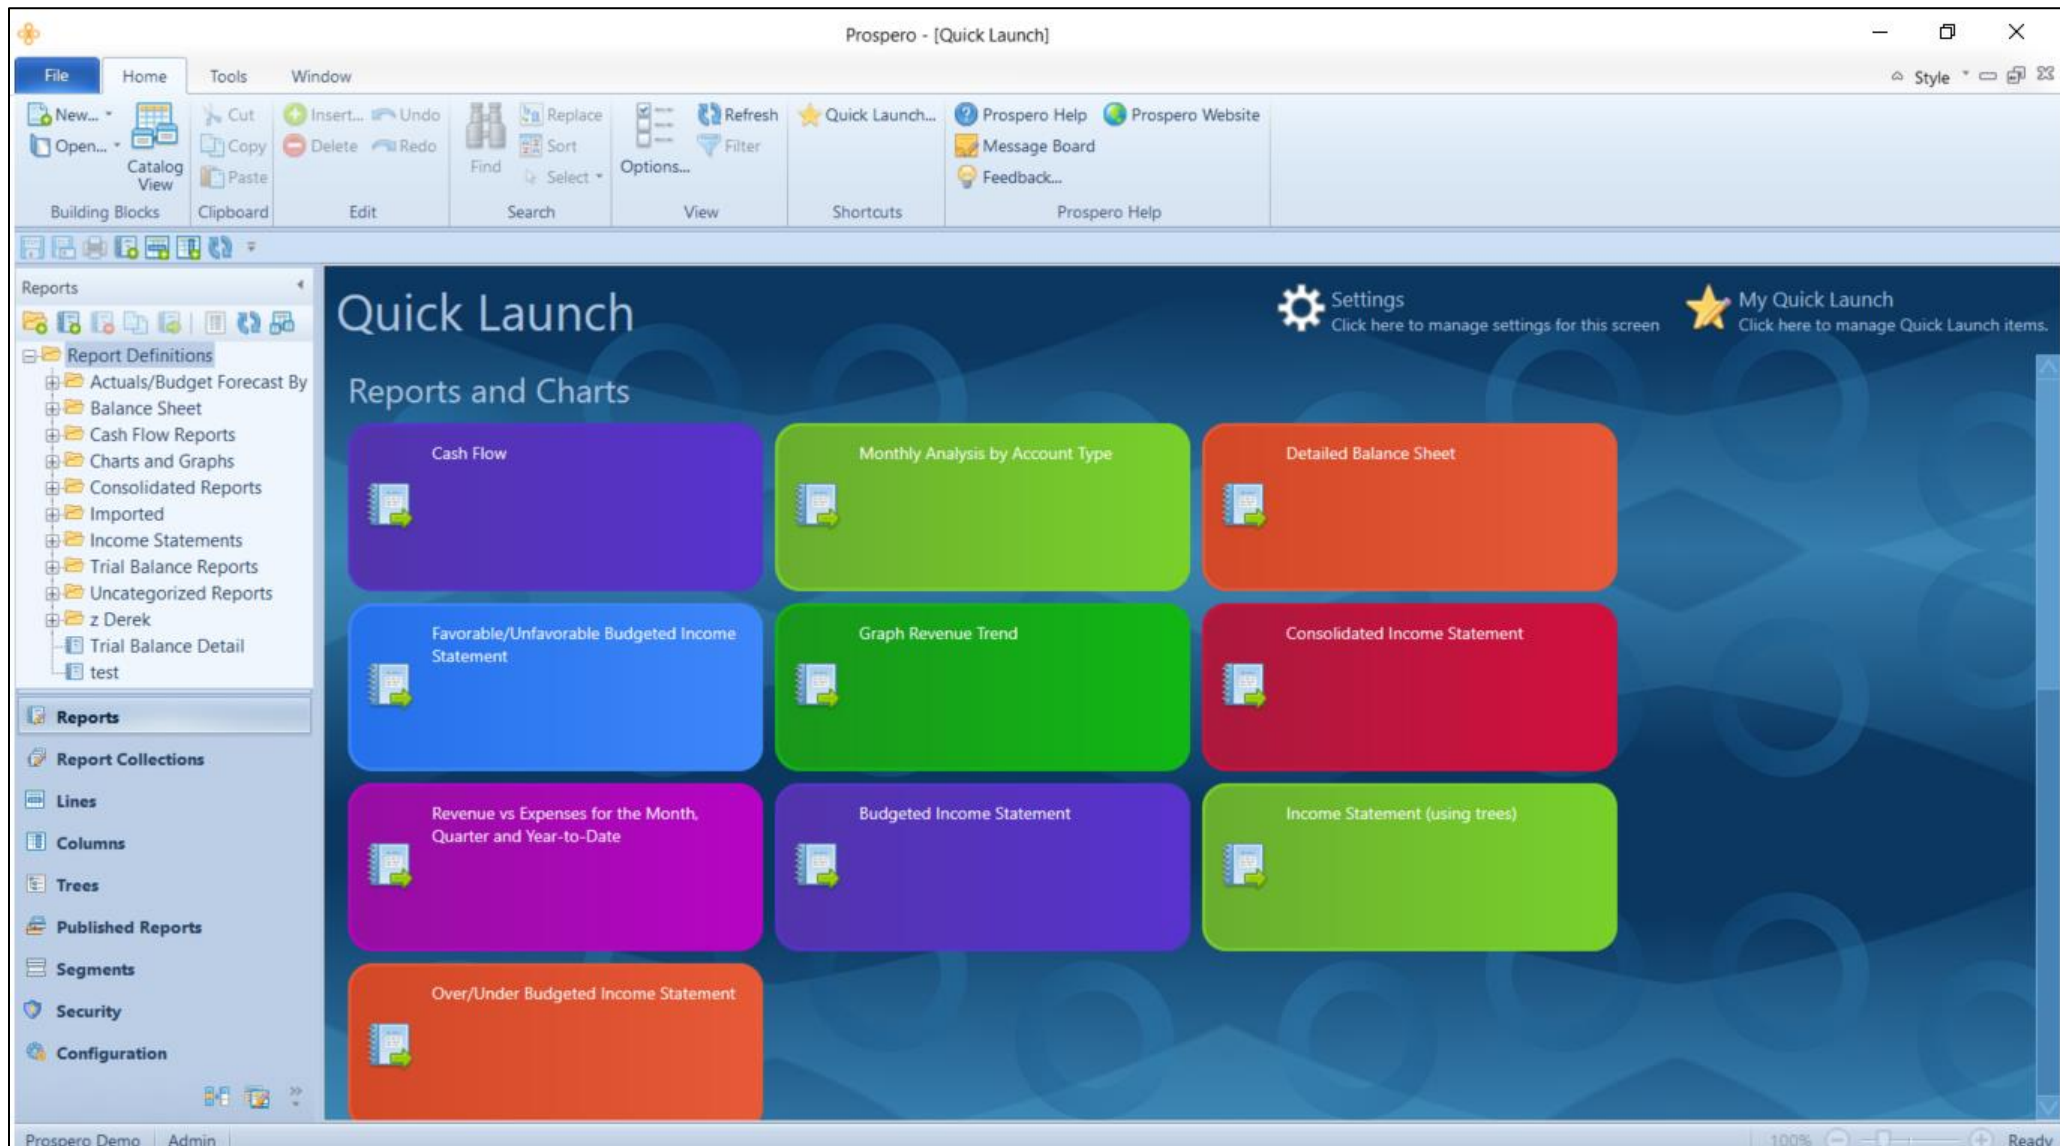 Prospero - [Quick Launch]
File Home Tools Window Style
New... Cut Insert... Undo Replace Refresh Quick Launch... Prospero Help Prospero Website
Open... Copy Delete Redo Sort Filter Message Board
Catalog View Paste Find Select Options... Feedback...
Building Blocks Clipboard Edit Search View Shortcuts Prospero Help
Reports
Report Definitions
Actuals/Budget Forecast By
Balance Sheet
Cash Flow Reports
Charts and Graphs
Consolidated Reports
Imported
Income Statements
Trial Balance Reports
Uncategorized Reports
z Derek
Trial Balance Detail
test
Reports
Report Collections
Lines
Columns
Trees
Published Reports
Segments
Security
Configuration
Quick Launch
Settings
Click here to manage settings for this screen
My Quick Launch
Click here to manage Quick Launch items.
Reports and Charts
Cash Flow
Monthly Analysis by Account Type
Detailed Balance Sheet
Favorable/Unfavorable Budgeted Income
Statement
Graph Revenue Trend
Consolidated Income Statement
Revenue vs Expenses for the Month,
Quarter and Year-to-Date
Budgeted Income Statement
Income Statement (using trees)
Over/Under Budgeted Income Statement
Prospero Demo Admin 100% Ready